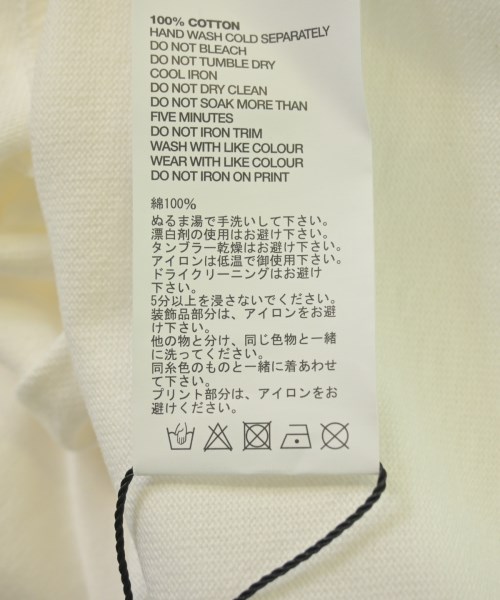 100% COTTON
HAND WASH COLD SEPARATELY
DO NOT BLEACH
DO NOT TUMBLE DRY
COOL IRON
DO NOT DRY CLEAN
DO NOT SOAK MORE THAN
FIVE MINUTES
DO NOT IRON TRIM
WASH WITH LIKE COLOUR
WEAR WITH LIKE COLOUR
DO NOT IRON ON PRINT
綿100%
ぬるま湯で手洗いして下さい。
漂白剤の使用はお避け下さい。
タンブラー乾燥はお避け下さい。
アイロンは低温で御使用下さい。
ドライクリーニングはお避け
下さい。
5分以上を浸さないでください。
装飾品部分は、アイロンをお避
け下さい。
他の物と分け、同じ色物と一緒
に洗ってください。
同糸色のものと一緒に着あわせ
て下さい。
プリント部分は、アイロンをお
避けください。